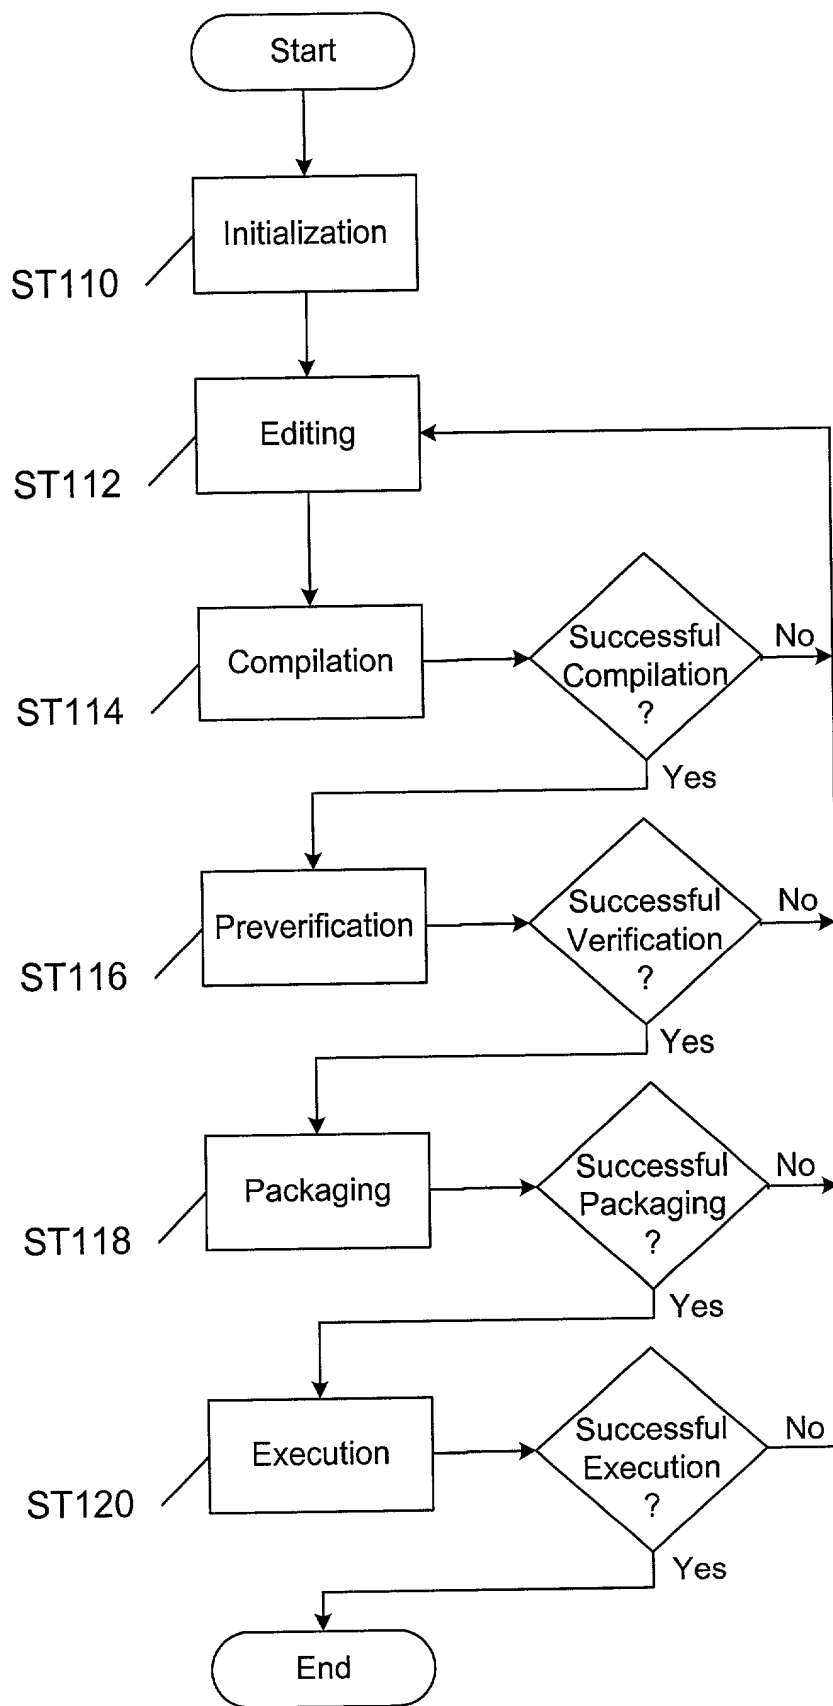 Start
Initialization
ST110
Editing
ST112
Compilation
ST114
Successful
Compilation
?
No
Yes
Preverification
ST116
Successful
Verification
?
No
Yes
Packaging
ST118
Successful
Packaging
?
No
Yes
Execution
ST120
Successful
Execution
?
No
Yes
End